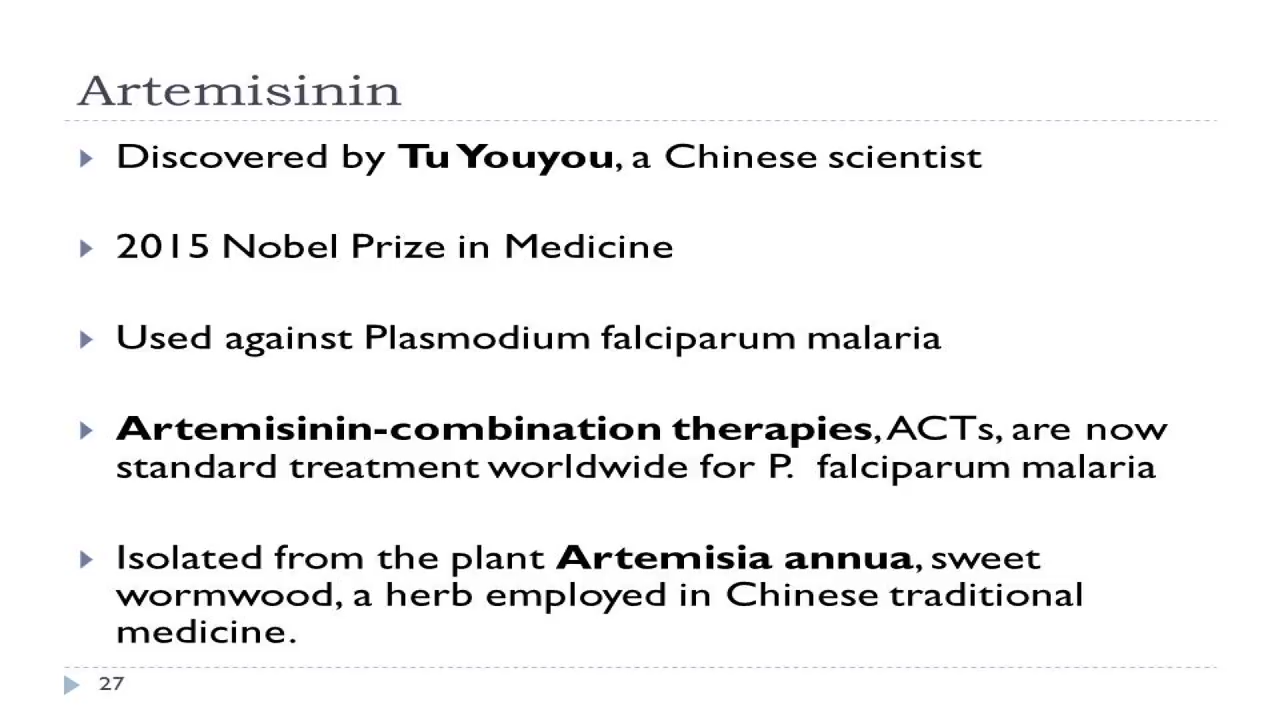 Artemisinin
Discovered by Tu Youyou, a Chinese scientist
2015 Nobel Prize in Medicine
Used against Plasmodium falciparum malaria
Artemisinin-combination therapies, ACTs, are now
standard treatment worldwide for P.  falciparum malaria
Isolated from the plant Artemisia annua, sweet
wormwood, a herb employed in Chinese traditional
medicine.
27